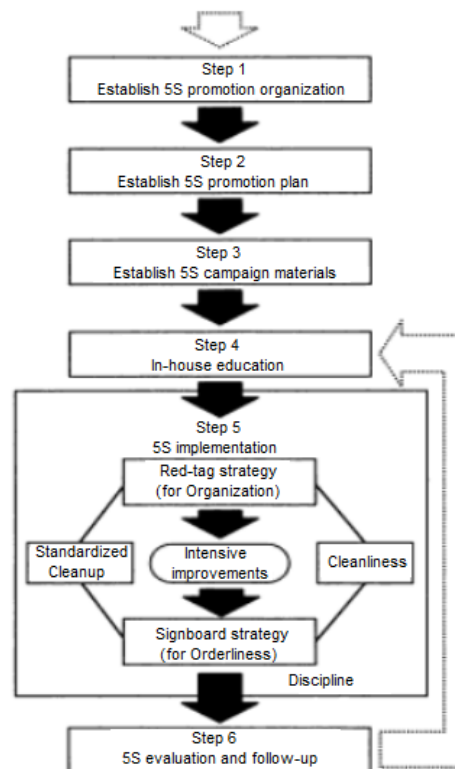 Step 1
Establish 5S promotion organization
Step 2
Establish 5S promotion plan
Step 3
Establish 5S campaign materials
Step 4
In-house education
Step 5
5S implementation
Red-tag strategy
(for Organization)
Standardized
Cleanup
Intensive
improvements
Cleanliness
Signboard strategy
(for Orderliness)
Discipline
Step 6
5S evaluation and follow-up